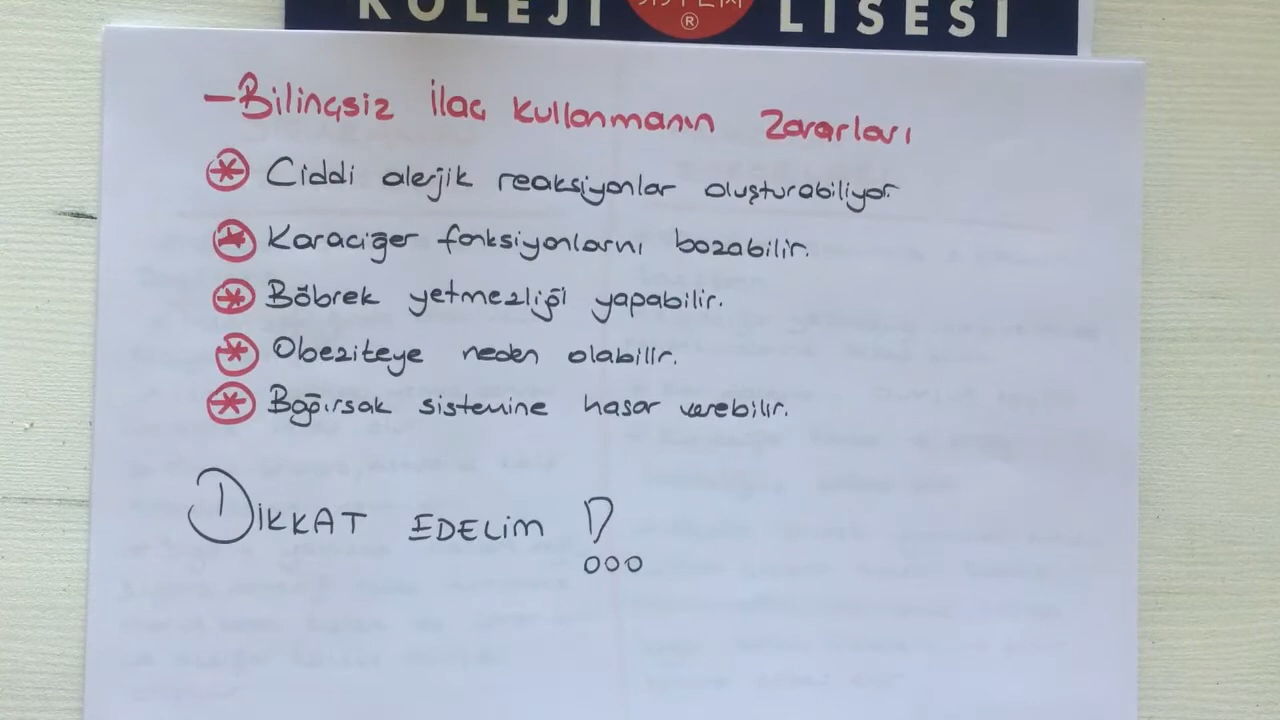 KOLEJİ LİSESİ
-Bilinçsiz İlaç Kullanmanın Zararları
* Ciddi alerjik reaksiyonlar oluşturabiliyor.
* Karaciğer fonksiyonlarını bozabilir.
* Böbrek yetmezliği yapabilir.
* Obeziteye neden olabilir.
* Bağırsak sistemine hasar verebilir.
DİKKAT EDELİM !
ooo